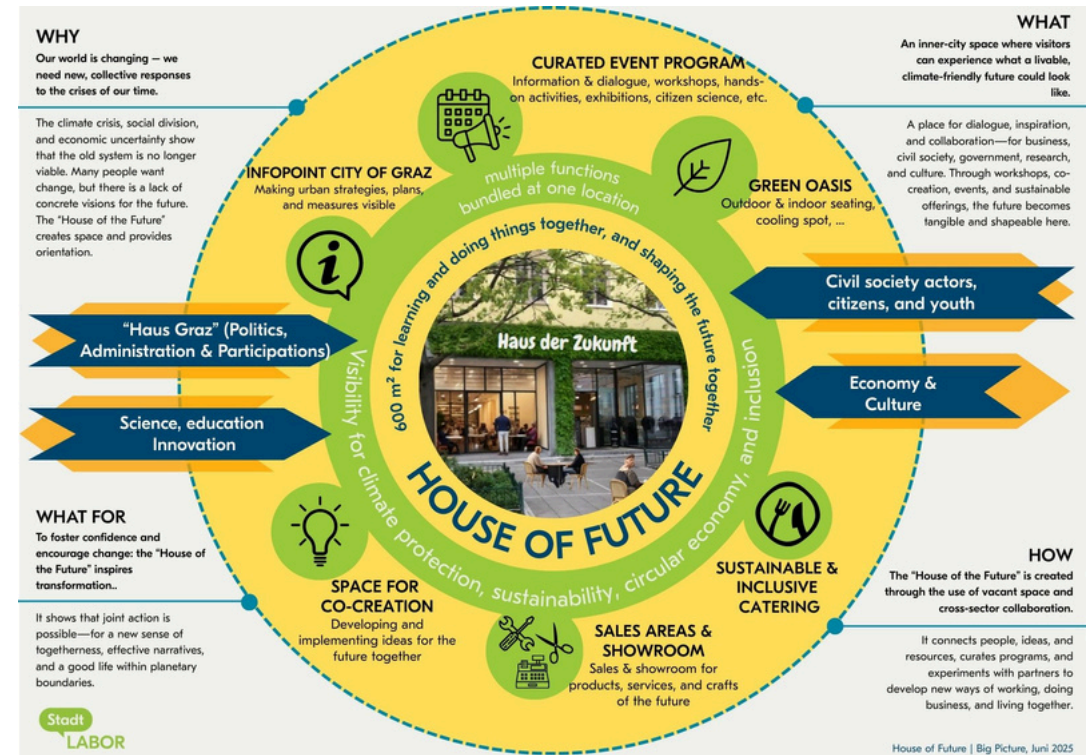 WHY
Our world is changing – we
need new, collective responses
to the crises of our time.
The climate crisis, social division,
and economic uncertainty show
that the old system is no longer
viable. Many people want
change, but there is a lack of
concrete visions for the future.
The "House of the Future"
creates space and provides
orientation.
WHAT
An inner-city space where visitors
can experience what a livable,
climate-friendly future could look
like.
A place for dialogue, inspiration,
and collaboration—for business,
civil society, government, research,
and culture. Through workshops, co-
creation, events, and sustainable
offerings, the future becomes
tangible and shapeable here.
CURATED EVENT PROGRAM
Information & dialogue, workshops, hands-
on activities, exhibitions, citizen science, etc.
INFOPOINT CITY OF GRAZ
Making urban strategies, plans,
and measures visible
GREEN OASIS
Outdoor & indoor seating,
cooling spot, ...
multiple functions
bundled at one location
600 m² for learning and doing things together, and shaping the future together
Haus der Zukunft
HOUSE OF FUTURE
Visibility for climate protection, sustainability, circular economy, and inclusion
"Haus Graz" (Politics,
Administration & Participations)
Science, education
Innovation
Civil society actors,
citizens, and youth
Economy &
Culture
SPACE FOR
CO-CREATION
Developing and
implementing ideas for the
future together
SALES AREAS &
SHOWROOM
Sales & showroom for
products, services, and crafts
of the future
SUSTAINABLE &
INCLUSIVE
CATERING
WHAT FOR
To foster confidence and
encourage change: the "House of
the Future" inspires
transformation..
It shows that joint action is
possible—for a new sense of
togetherness, effective narratives,
and a good life within planetary
boundaries.
HOW
The "House of the Future" is created
through the use of vacant space and
cross-sector collaboration.
It connects people, ideas, and
resources, curates programs, and
experiments with partners to
develop new ways of working, doing
business, and living together.
Stadt
LABOR
House of Future | Big Picture, Juni 2025